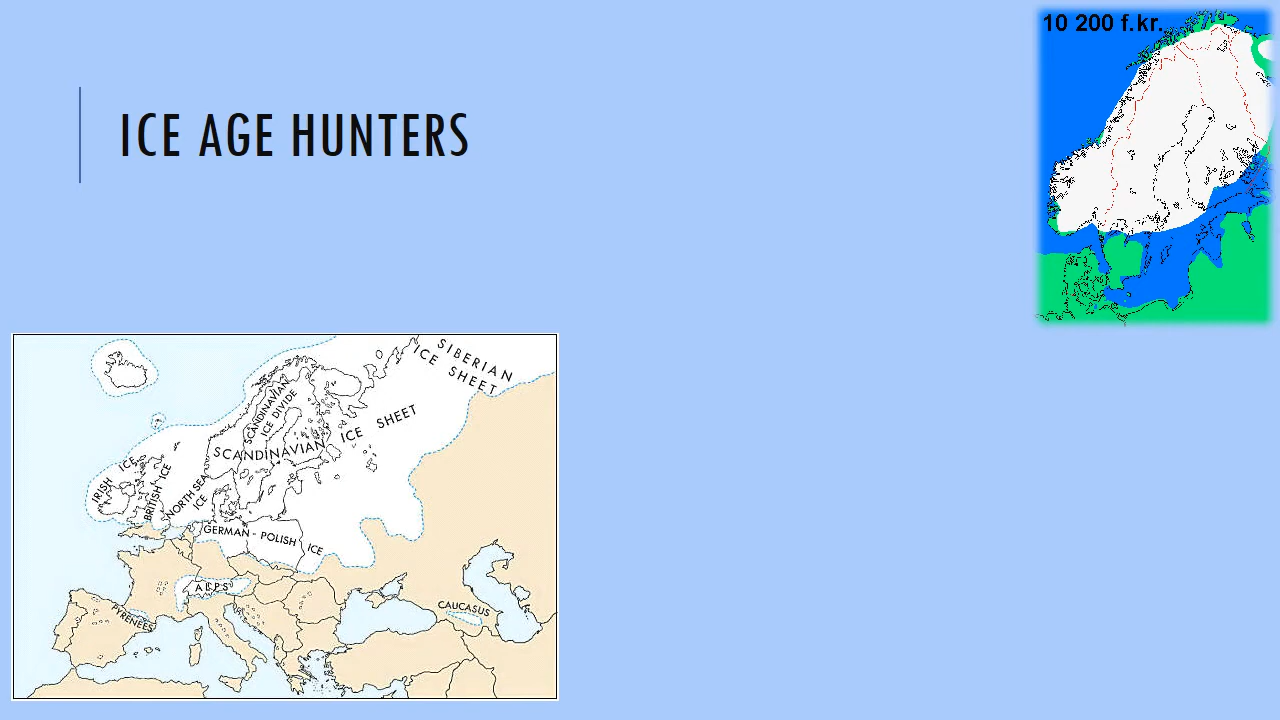 10 200 f.kr.
ICE AGE HUNTERS
SIBERIAN
ICE SHEET
SCANDINAVIAN
ICE DIVIDE
SCANDINAVIAN ICE SHEET
IRISH ICE
BRITISH ICE
NORTH SEA
ICE
GERMAN - POLISH ICE
ALPS
PYRENEES
CAUCASUS